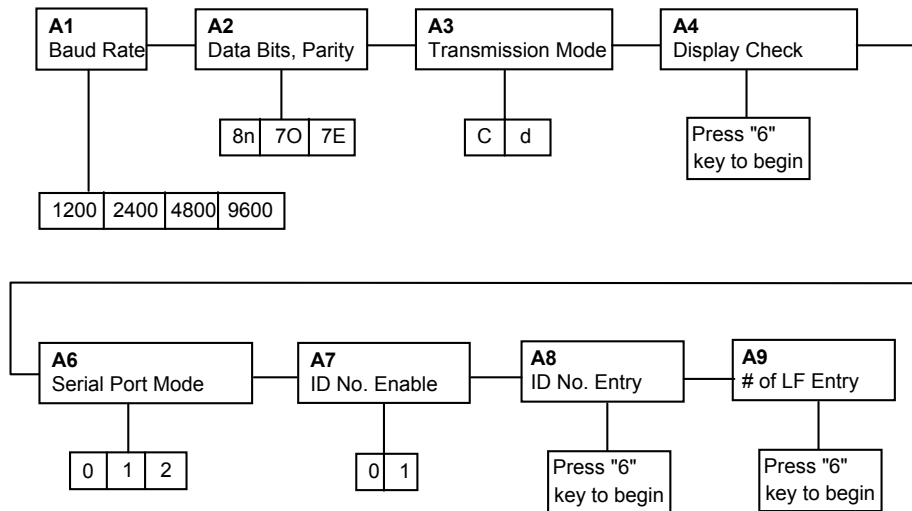 A1
Baud Rate
A2
Data Bits, Parity
A3
Transmission Mode
A4
Display Check
8n 7O 7E
C d
Press "6"
key to begin
1200 2400 4800 9600
A6
Serial Port Mode
A7
ID No. Enable
A8
ID No. Entry
A9
# of LF Entry
0 1 2
0 1
Press "6"
key to begin
Press "6"
key to begin